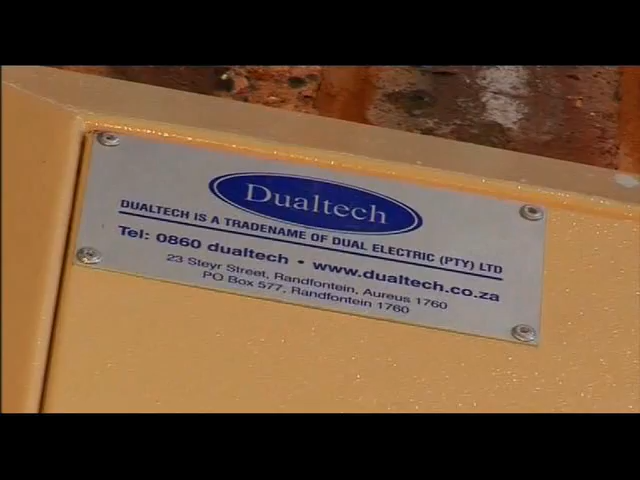 Dualtech
DUALTECH IS A TRADENAME OF DUAL ELECTRIC (PTY) LTD
Tel: 0860 dualtech • www.dualtech.co.za
23 Steyr Street, Randfontein, Aureus 1760
PO Box 577, Randfontein 1760